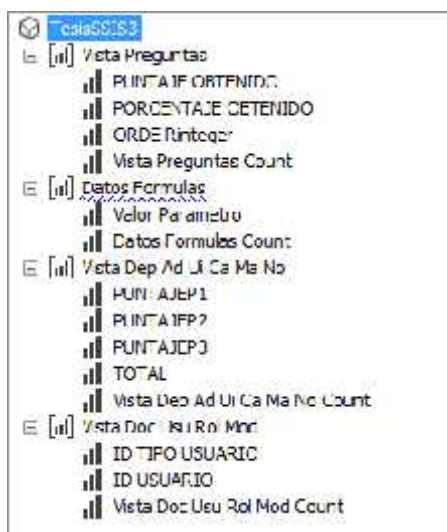 TesisSSIS3
Vista Preguntas
PUNTAJE OBTENIDO
PORCENTAJE OBTENIDO
ORDE Rinteger
Vista Preguntas Count
Datos Formulas
Valor Parametro
Datos Formulas Count
Vista Dep Ad Ui Ca Ma No
PUNTAJEP1
PUNTAJEP2
PUNTAJEP3
TOTAL
Vista Dep Ad Ui Ca Ma No Count
Vista Doc Usu Rol Mod
ID TIPO USUARIO
ID USUARIO
Vista Doc Usu Rol Mod Count